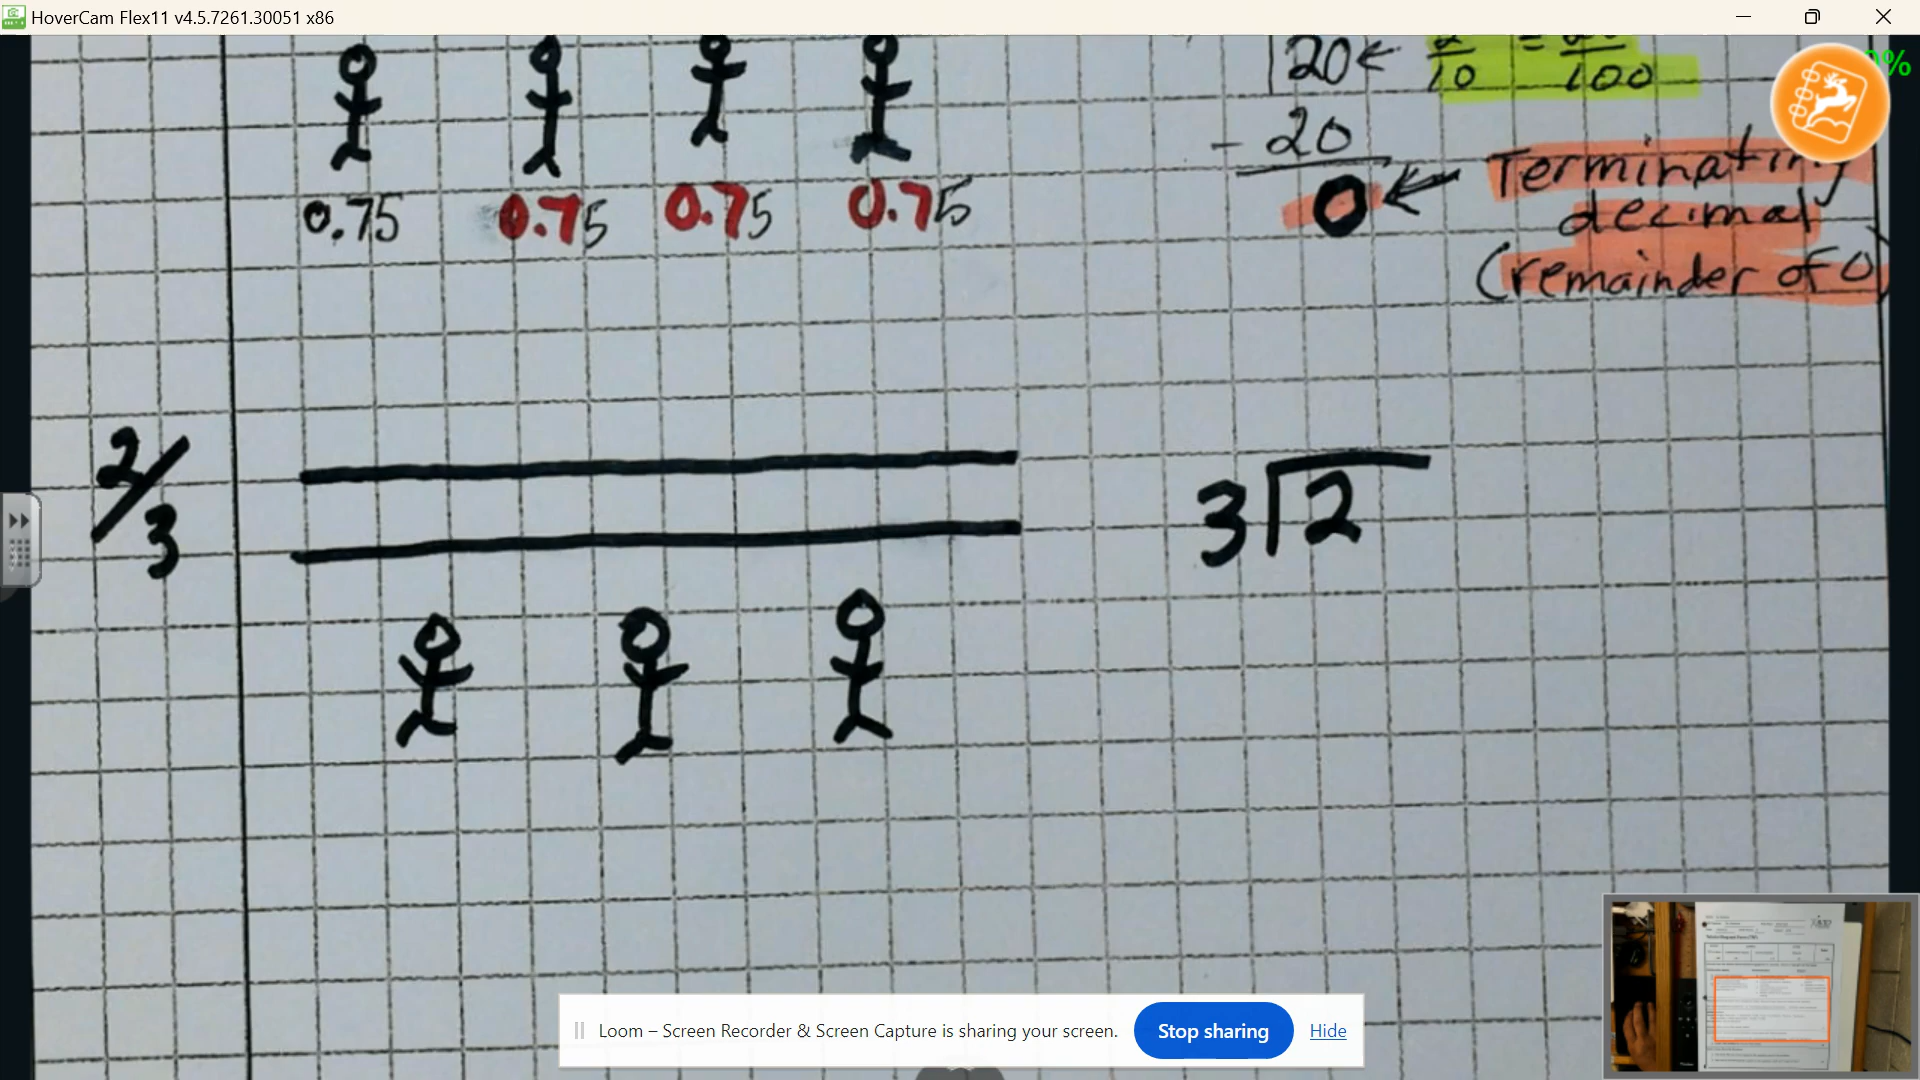 HoverCam Flex11 v4.5.7261.30051 x86
%
20
10
=
100
- 20
0
0.75 0.75 0.75 0.75
Terminating
decimal
(remainder of 0)
2/3
3 2
Loom – Screen Recorder & Screen Capture is sharing your screen. Stop sharing Hide